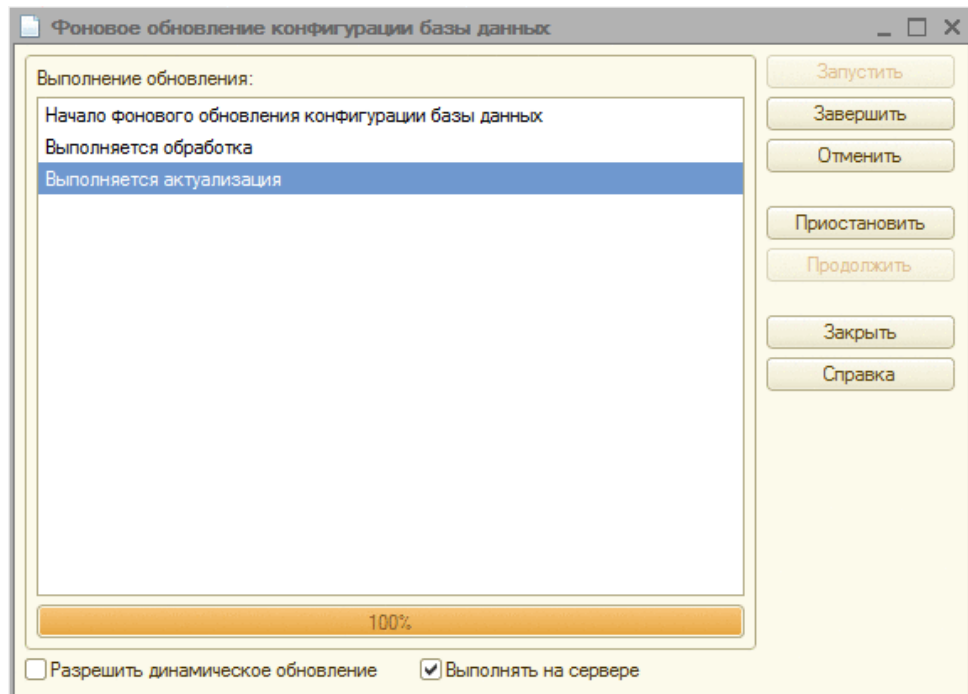 Фоновое обновление конфигурации базы данных
Выполнение обновления:
Начало фонового обновления конфигурации базы данных
Выполняется обработка
Выполняется актуализация
100%
Разрешить динамическое обновление
Выполнять на сервере
Запустить
Завершить
Отменить
Приостановить
Продолжить
Закрыть
Справка